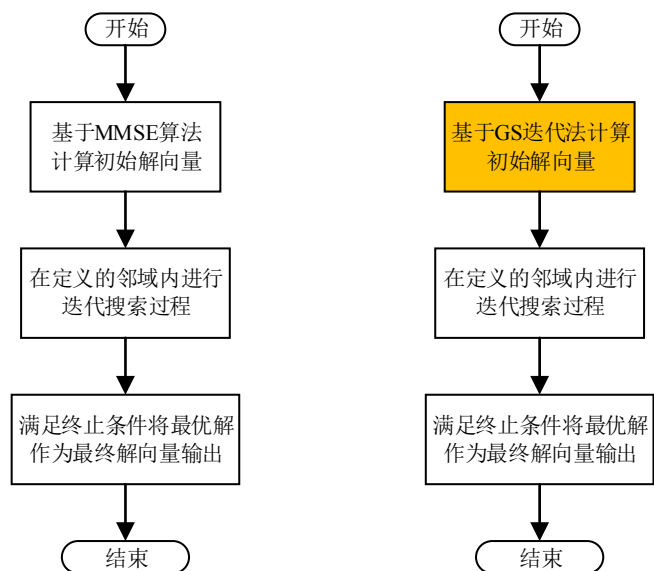 开始
基于MMSE算法
计算初始解向量
在定义的邻域内进行
迭代搜索过程
满足终止条件将最优解
作为最终解向量输出
结束
开始
基于GS迭代法计算
初始解向量
在定义的邻域内进行
迭代搜索过程
满足终止条件将最优解
作为最终解向量输出
结束